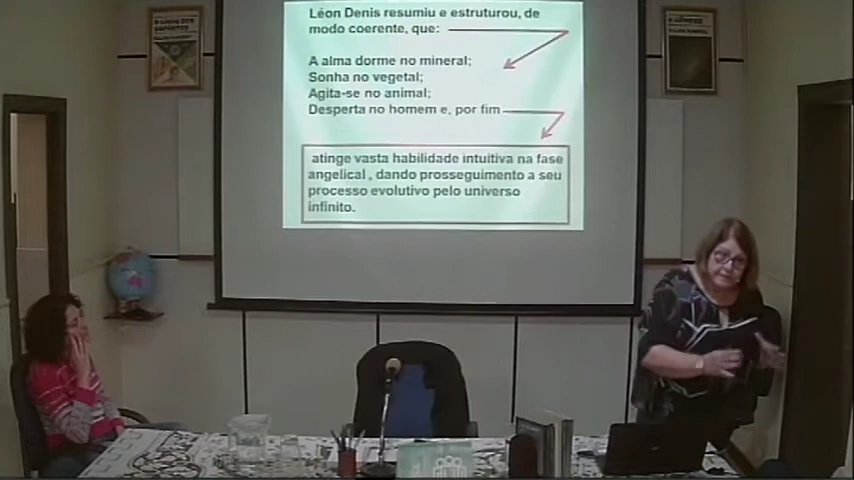 Léon Denis resumiu e estruturou, de
modo coerente, que:
A alma dorme no mineral;
Sonha no vegetal;
Agita-se no animal;
Desperta no homem e, por fim
atinge vasta habilidade intuitiva na fase
angelical , dando prosseguimento a seu
processo evolutivo pelo universo
infinito.